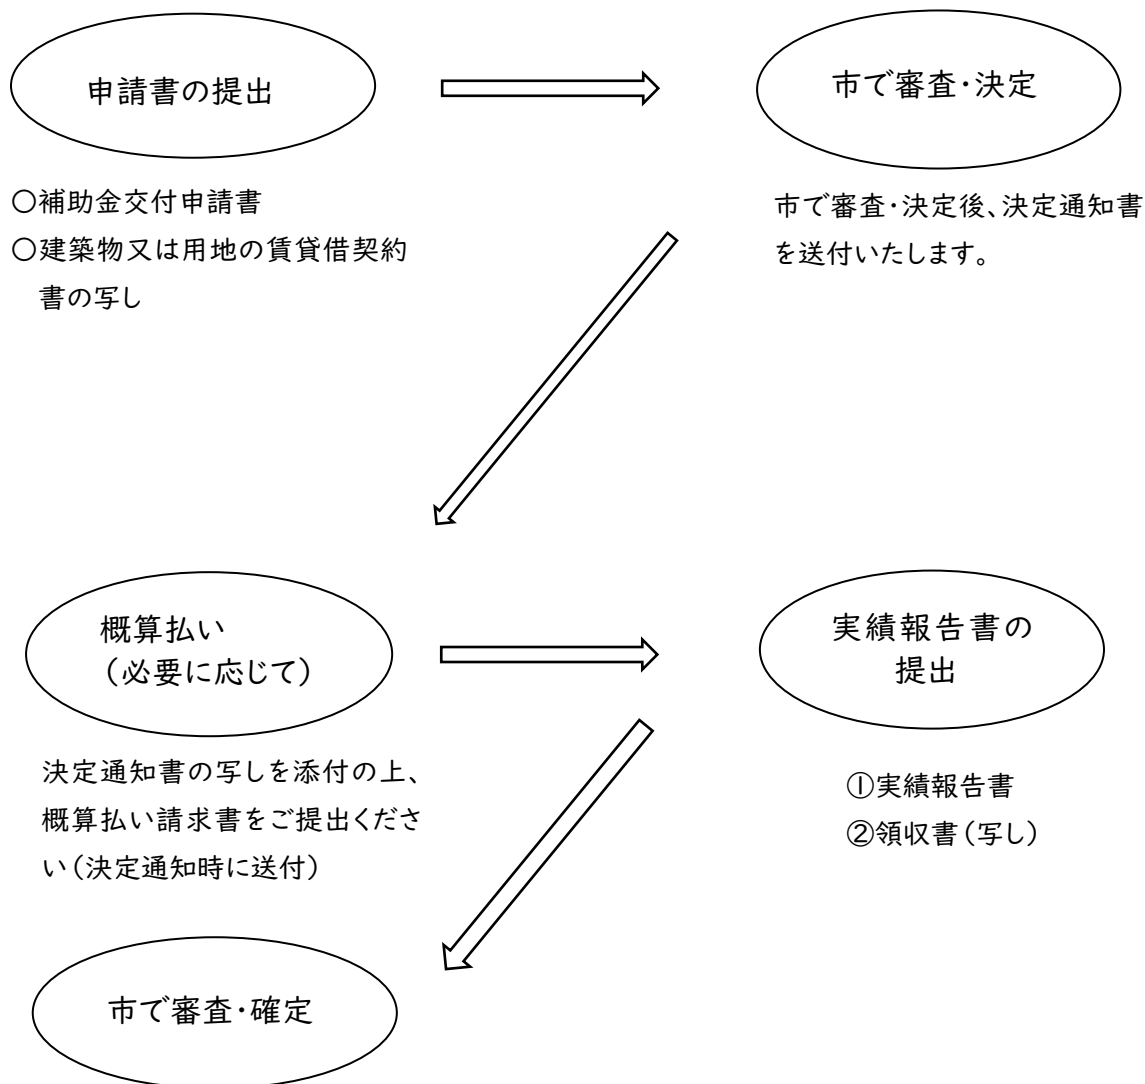 申請書の提出
市で審査・決定
○補助金交付申請書
○建築物又は用地の賃貸借契約
書の写し
市で審査・決定後、決定通知書
を送付いたします。
概算払い
（必要に応じて）
実績報告書の
提出
決定通知書の写しを添付の上、
概算払い請求書をご提出くださ
い（決定通知時に送付）
①実績報告書
②領収書（写し）
市で審査・確定